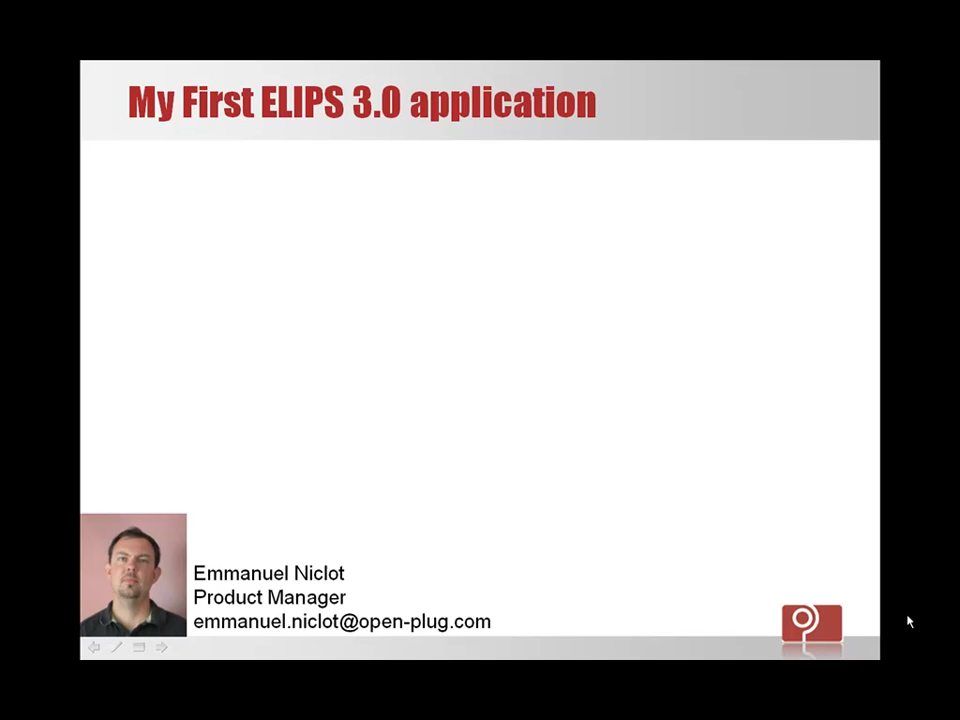 My First ELIPS 3.0 application
Emmanuel Niclot
Product Manager
emmanuel.niclot@open-plug.com